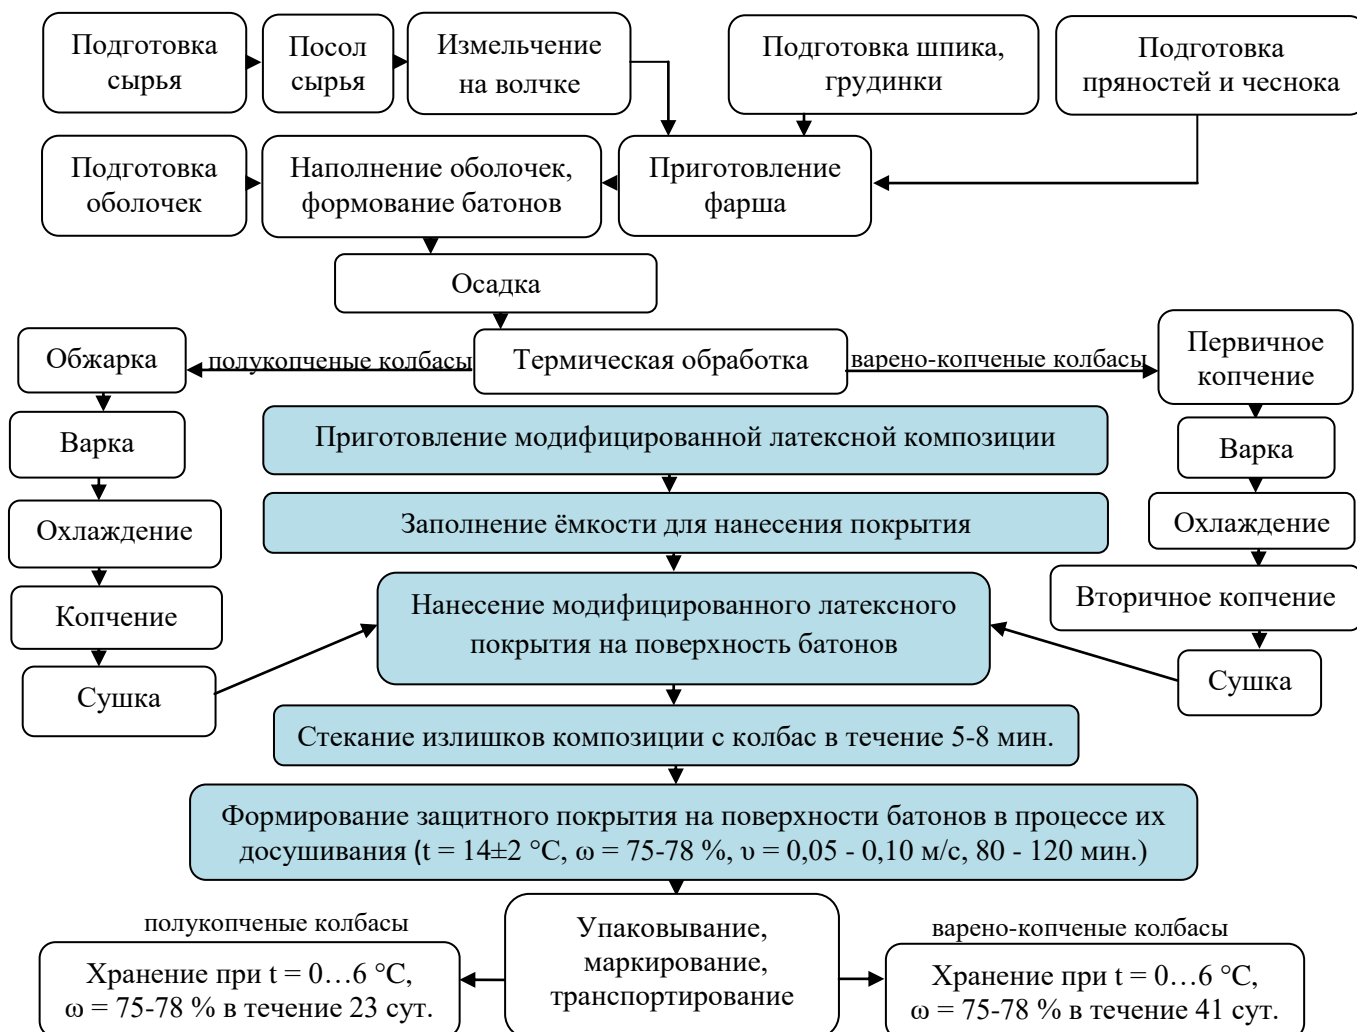 Подготовка
сырья
Посол
сырья
Измельчение
на волчке
Подготовка шпика,
грудинки
Подготовка
пряностей и чеснока
Подготовка
оболочек
Наполнение оболочек,
формование батонов
Приготовление
фарша
Осадка
Обжарка
полукопченые колбасы
Термическая обработка
варено-копченые колбасы
Первичное
копчение
Варка
Приготовление модифицированной латексной композиции
Варка
Охлаждение
Заполнение ёмкости для нанесения покрытия
Охлаждение
Копчение
Нанесение модифицированного латексного
покрытия на поверхность батонов
Вторичное копчение
Сушка
Сушка
Стекание излишков композиции с колбас в течение 5-8 мин.
Формирование защитного покрытия на поверхности батонов в процессе их
досушивания (t = 14±2 °C, ω = 75-78 %, υ = 0,05 - 0,10 м/с, 80 - 120 мин.)
полукопченые колбасы
Упаковывание,
маркирование,
транспортирование
варено-копченые колбасы
Хранение при t = 0…6 °C,
ω = 75-78 % в течение 23 сут.
Хранение при t = 0…6 °C,
ω = 75-78 % в течение 41 сут.